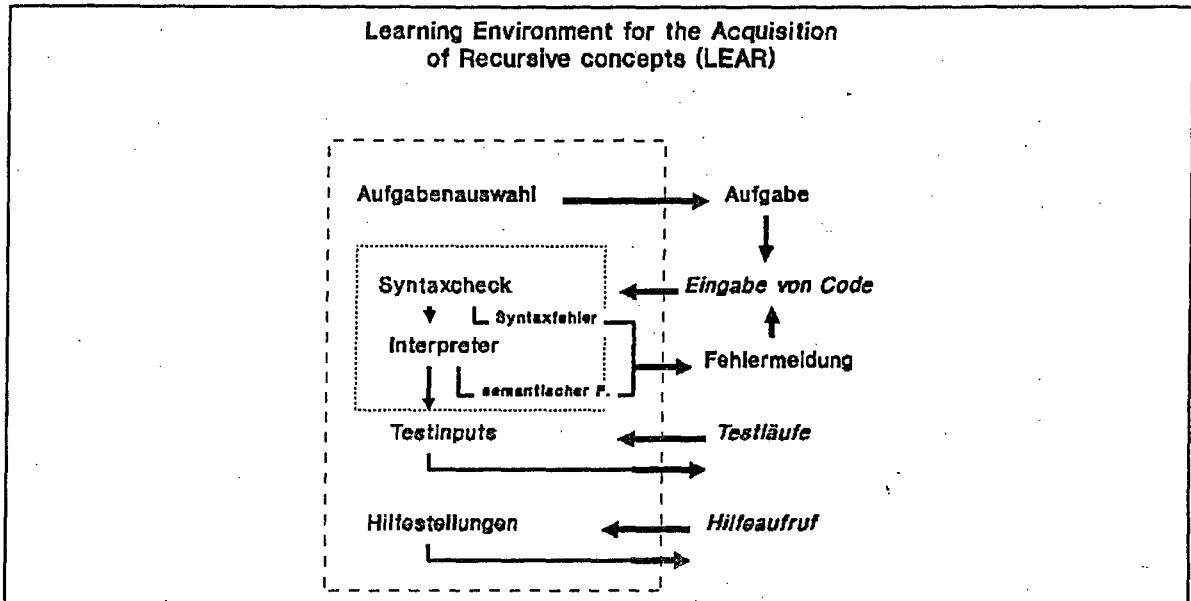 Learning Environment for the Acquisition
of Recursive concepts (LEAR)
Aufgabenauswahl
Aufgabe
Syntaxcheck
Eingabe von Code
Syntaxfehler
Interpreter
Fehlermeldung
semantischer F.
Testinputs
Testläufe
Hilfestellungen
Hilfeaufruf